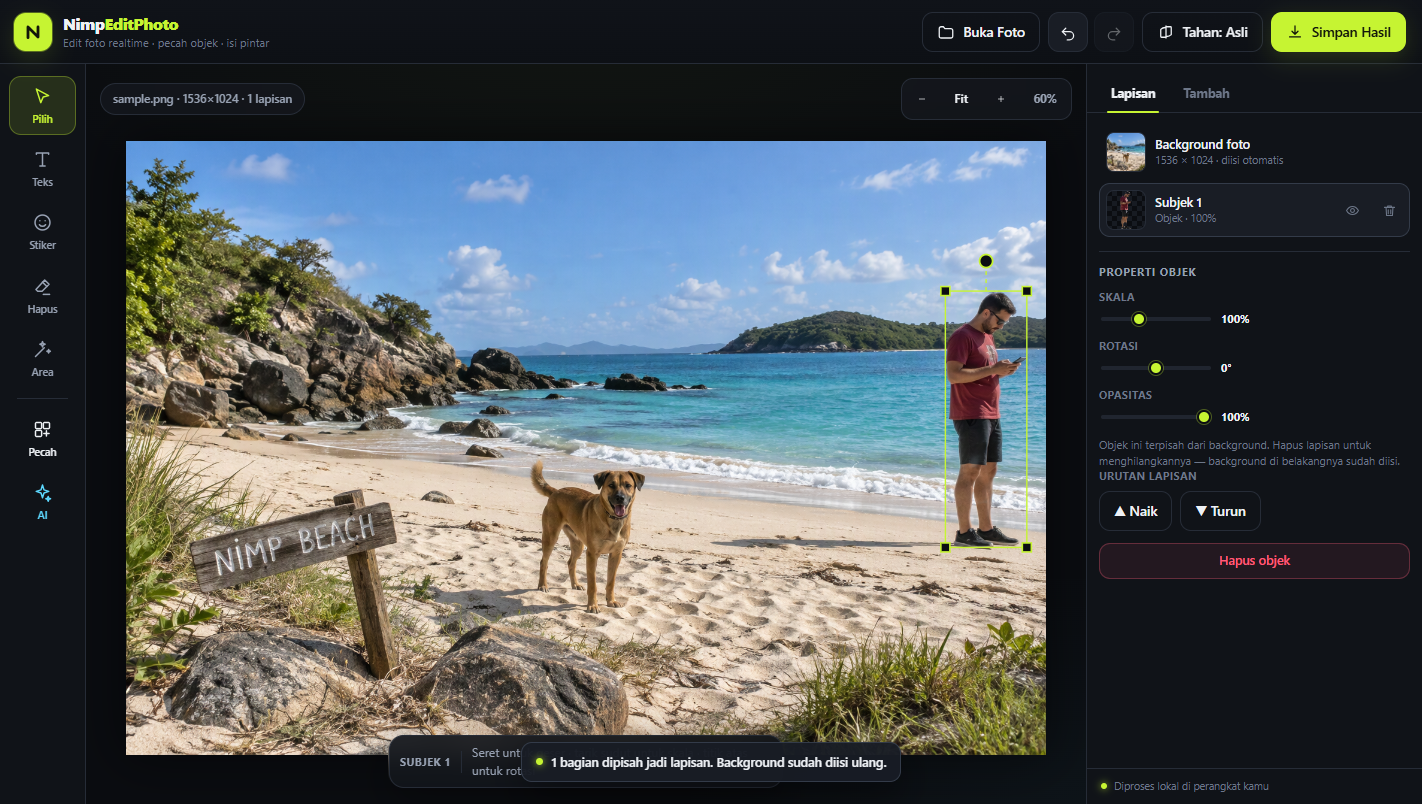 N
NimpEditPhoto
Edit foto realtime · pecah objek · isi pintar
Buka Foto
Tahan: Asli
Simpan Hasil
Pilih
Teks
Stiker
Hapus
Area
Pecah
AI
sample.png · 1536×1024 · 1 lapisan
− Fit + 60%
NiMP BEACH
SUBJEK 1
Seret
untuk
1 bagian dipisah jadi lapisan. Background sudah diisi ulang.
Lapisan
Tambah
Background foto
1536 × 1024 · diisi otomatis
Subjek 1
Objek · 100%
PROPERTI OBJEK
SKALA
100%
ROTASI
0°
OPASITAS
100%
Objek ini terpisah dari background. Hapus lapisan untuk
menghilangkannya — background di belakangnya sudah diisi.
URUTAN LAPISAN
▲ Naik
▼ Turun
Hapus objek
Diproses lokal di perangkat kamu